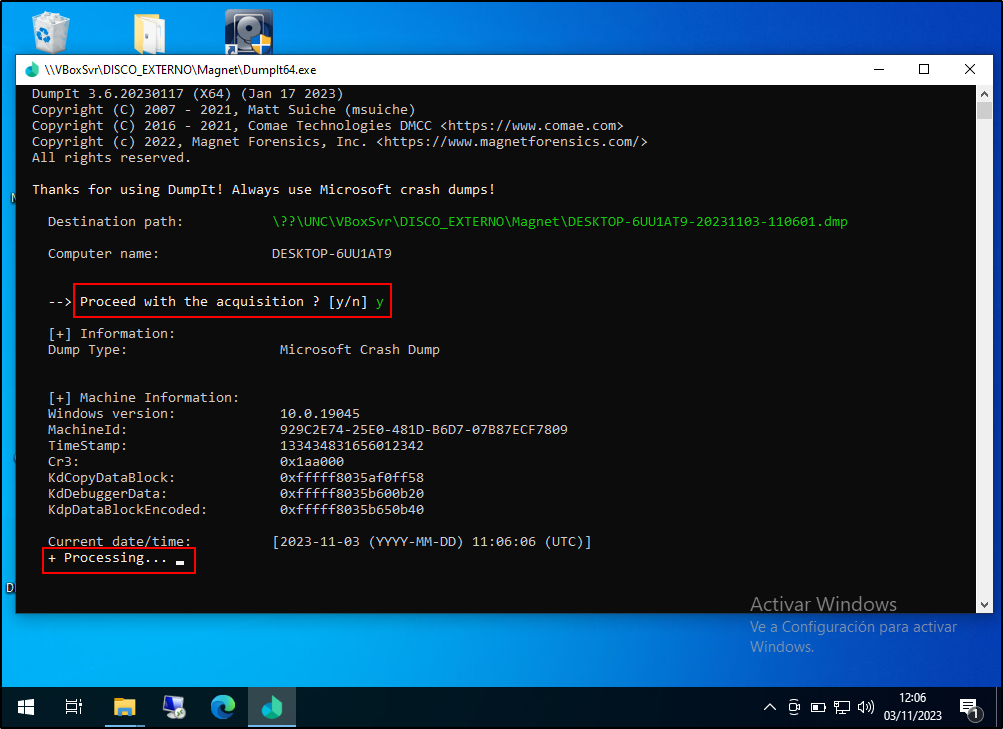 \\VBoxSvr\DISCO_EXTERNO\Magnet\DumpIt64.exe
DumpIt 3.6.20230117 (X64) (Jan 17 2023)
Copyright (C) 2007 - 2021, Matt Suiche (msuiche)
Copyright (C) 2016 - 2021, Comae Technologies DMCC <https://www.comae.com>
Copyright (c) 2022, Magnet Forensics, Inc. <https://www.magnetforensics.com/>
All rights reserved.
Thanks for using DumpIt! Always use Microsoft crash dumps!
Destination path: \??\UNC\VBoxSvr\DISCO_EXTERNO\Magnet\DESKTOP-6UU1AT9-20231103-110601.dmp
Computer name: DESKTOP-6UU1AT9
--> Proceed with the acquisition ? [y/n] y
[+] Information:
Dump Type: Microsoft Crash Dump
[+] Machine Information:
Windows version: 10.0.19045
MachineId: 929C2E74-25E0-481D-B6D7-07B87ECF7809
TimeStamp: 133434831656012342
Cr3: 0x1aa000
KdCopyDataBlock: 0xfffff8035af0ff58
KdDebuggerData: 0xfffff8035b600b20
KdpDataBlockEncoded: 0xfffff8035b650b40
Current date/time: [2023-11-03 (YYYY-MM-DD) 11:06:06 (UTC)]
+ Processing...
Activar Windows
Ve a Configuración para activar
Windows.
12:06
03/11/2023
1